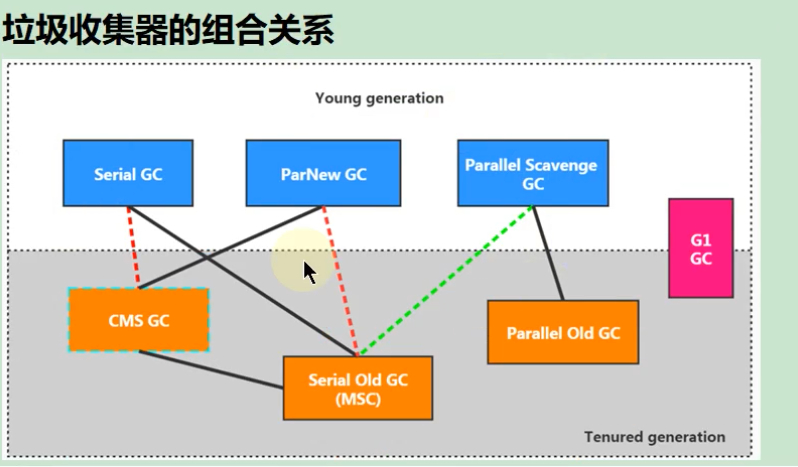 垃圾收集器的组合关系
Young generation
Serial GC
ParNew GC
Parallel Scavenge
GC
G1
GC
CMS GC
Parallel Old GC
Serial Old GC
(MSC)
Tenured generation